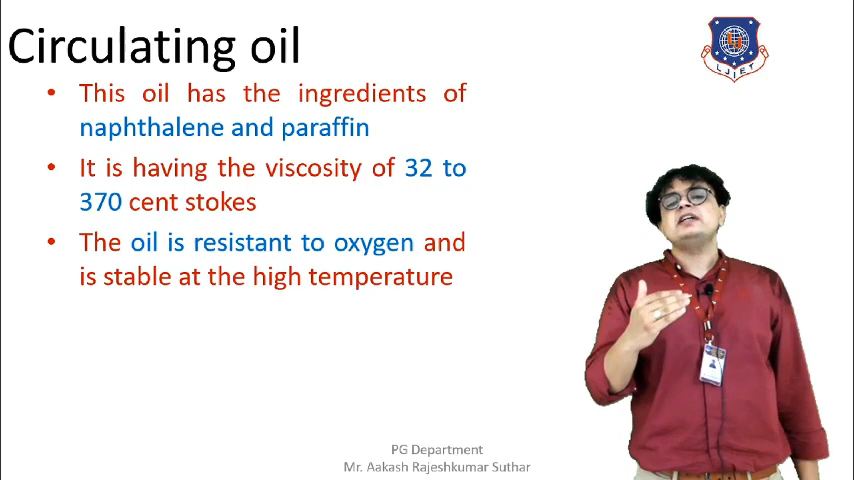 Circulating oil
LJIET
• This oil has the ingredients of
naphthalene and paraffin
• It is having the viscosity of 32 to
370 cent stokes
• The oil is resistant to oxygen and
is stable at the high temperature
PG Department
Mr. Aakash Rajeshkumar Suthar